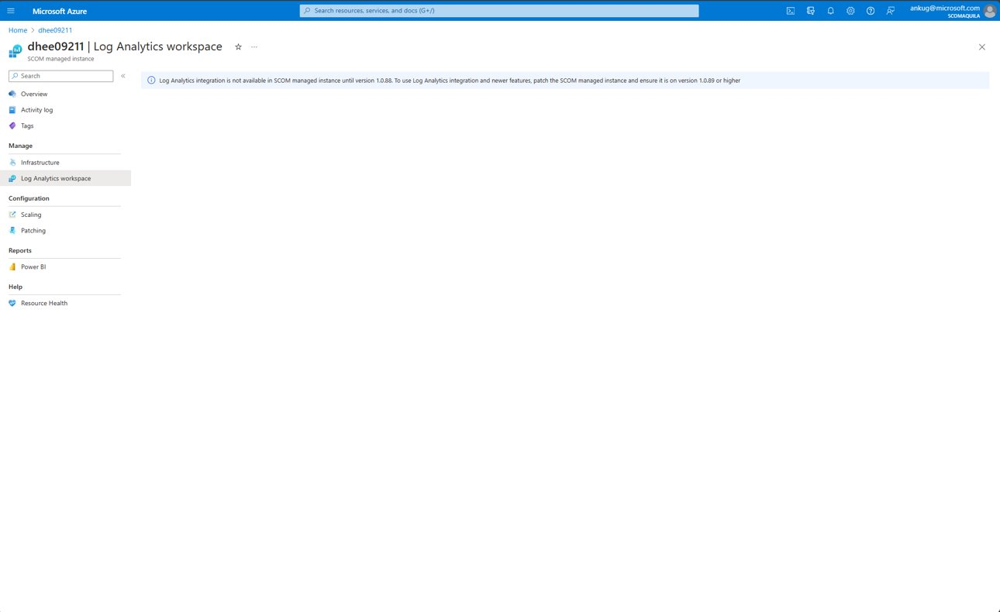 Microsoft Azure
Search resources, services, and docs (G+/)
ankug@microsoft.com
SCOMAQUILA
Home > dhee09211
dhee09211 | Log Analytics workspace
SCOM managed instance
Search
Log Analytics integration is not available in SCOM managed instance until version 1.0.88. To use Log Analytics integration and newer features, patch the SCOM managed instance and ensure it is on version 1.0.89 or higher
Overview
Activity log
Tags
Manage
Infrastructure
Log Analytics workspace
Configuration
Scaling
Patching
Reports
Power BI
Help
Resource Health